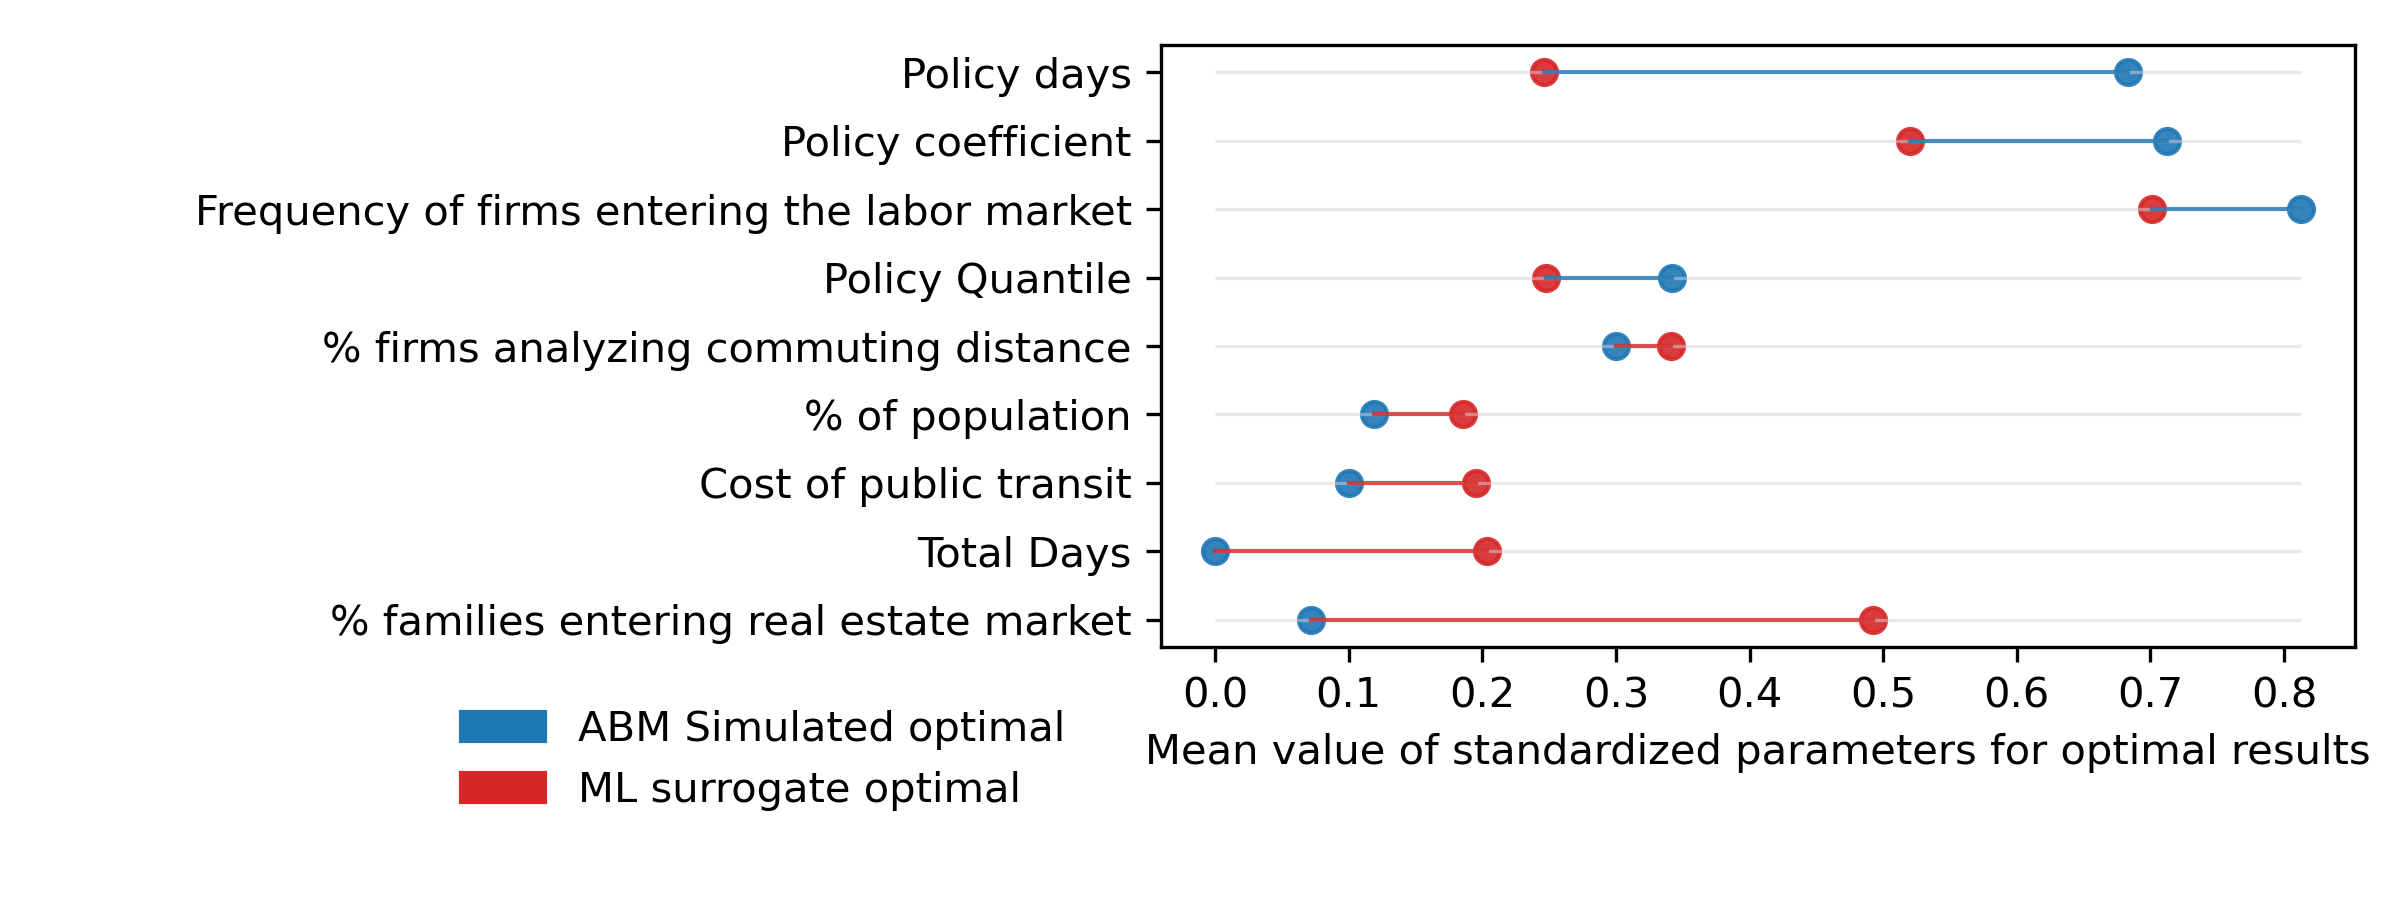 Policy days
Policy coefficient
Frequency of firms entering the labor market
Policy Quantile
% firms analyzing commuting distance
% of population
Cost of public transit
Total Days
% families entering real estate market
0.0 0.1 0.2 0.3 0.4 0.5 0.6 0.7 0.8
Mean value of standardized parameters for optimal results
ABM Simulated optimal
ML surrogate optimal